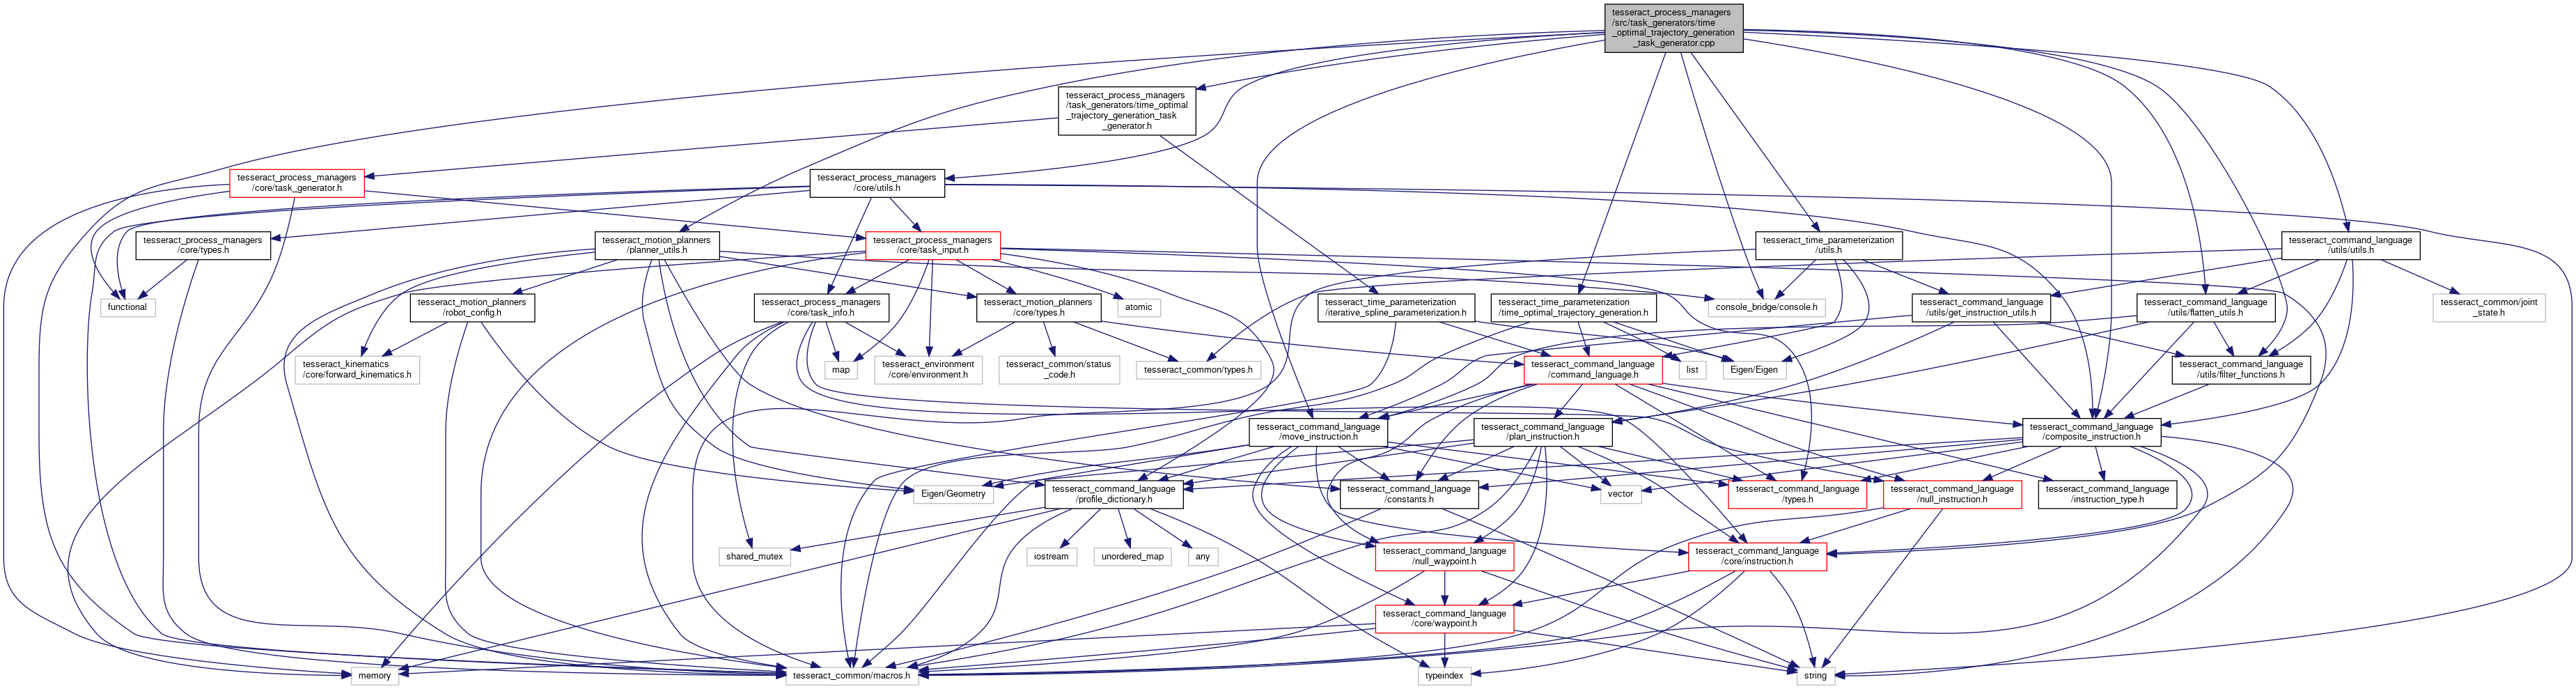 tesseract_process_managers
/src/task_generators/time
_optimal_trajectory_generation
_task_generator.cpp
tesseract_process_managers
/task_generators/time_optimal
_trajectory_generation_task
_generator.h
tesseract_process_managers
/core/task_generator.h
tesseract_process_managers
/core/utils.h
tesseract_process_managers
/core/types.h
tesseract_motion_planners
/planner_utils.h
tesseract_process_managers
/core/task_input.h
tesseract_time_parameterization
/utils.h
tesseract_command_language
/utils/utils.h
functional
tesseract_motion_planners
/robot_config.h
tesseract_process_managers
/core/task_info.h
tesseract_motion_planners
/core/types.h
atomic
console_bridge/console.h
tesseract_time_parameterization
/iterative_spline_parameterization.h
tesseract_time_parameterization
/time_optimal_trajectory_generation.h
tesseract_command_language
/utils/get_instruction_utils.h
tesseract_command_language
/utils/flatten_utils.h
tesseract_common/joint
_state.h
tesseract_kinematics
/core/forward_kinematics.h
map
tesseract_environment
/core/environment.h
tesseract_common/status
_code.h
tesseract_common/types.h
tesseract_command_language
/command_language.h
list
Eigen/Eigen
tesseract_command_language
/utils/filter_functions.h
tesseract_command_language
/move_instruction.h
tesseract_command_language
/plan_instruction.h
tesseract_command_language
/composite_instruction.h
Eigen/Geometry
tesseract_command_language
/profile_dictionary.h
tesseract_command_language
/constants.h
vector
tesseract_command_language
/types.h
tesseract_command_language
/null_instruction.h
tesseract_command_language
/instruction_type.h
shared_mutex
iostream
unordered_map
any
tesseract_command_language
/null_waypoint.h
tesseract_command_language
/core/instruction.h
tesseract_command_language
/core/waypoint.h
memory
tesseract_common/macros.h
typeindex
string